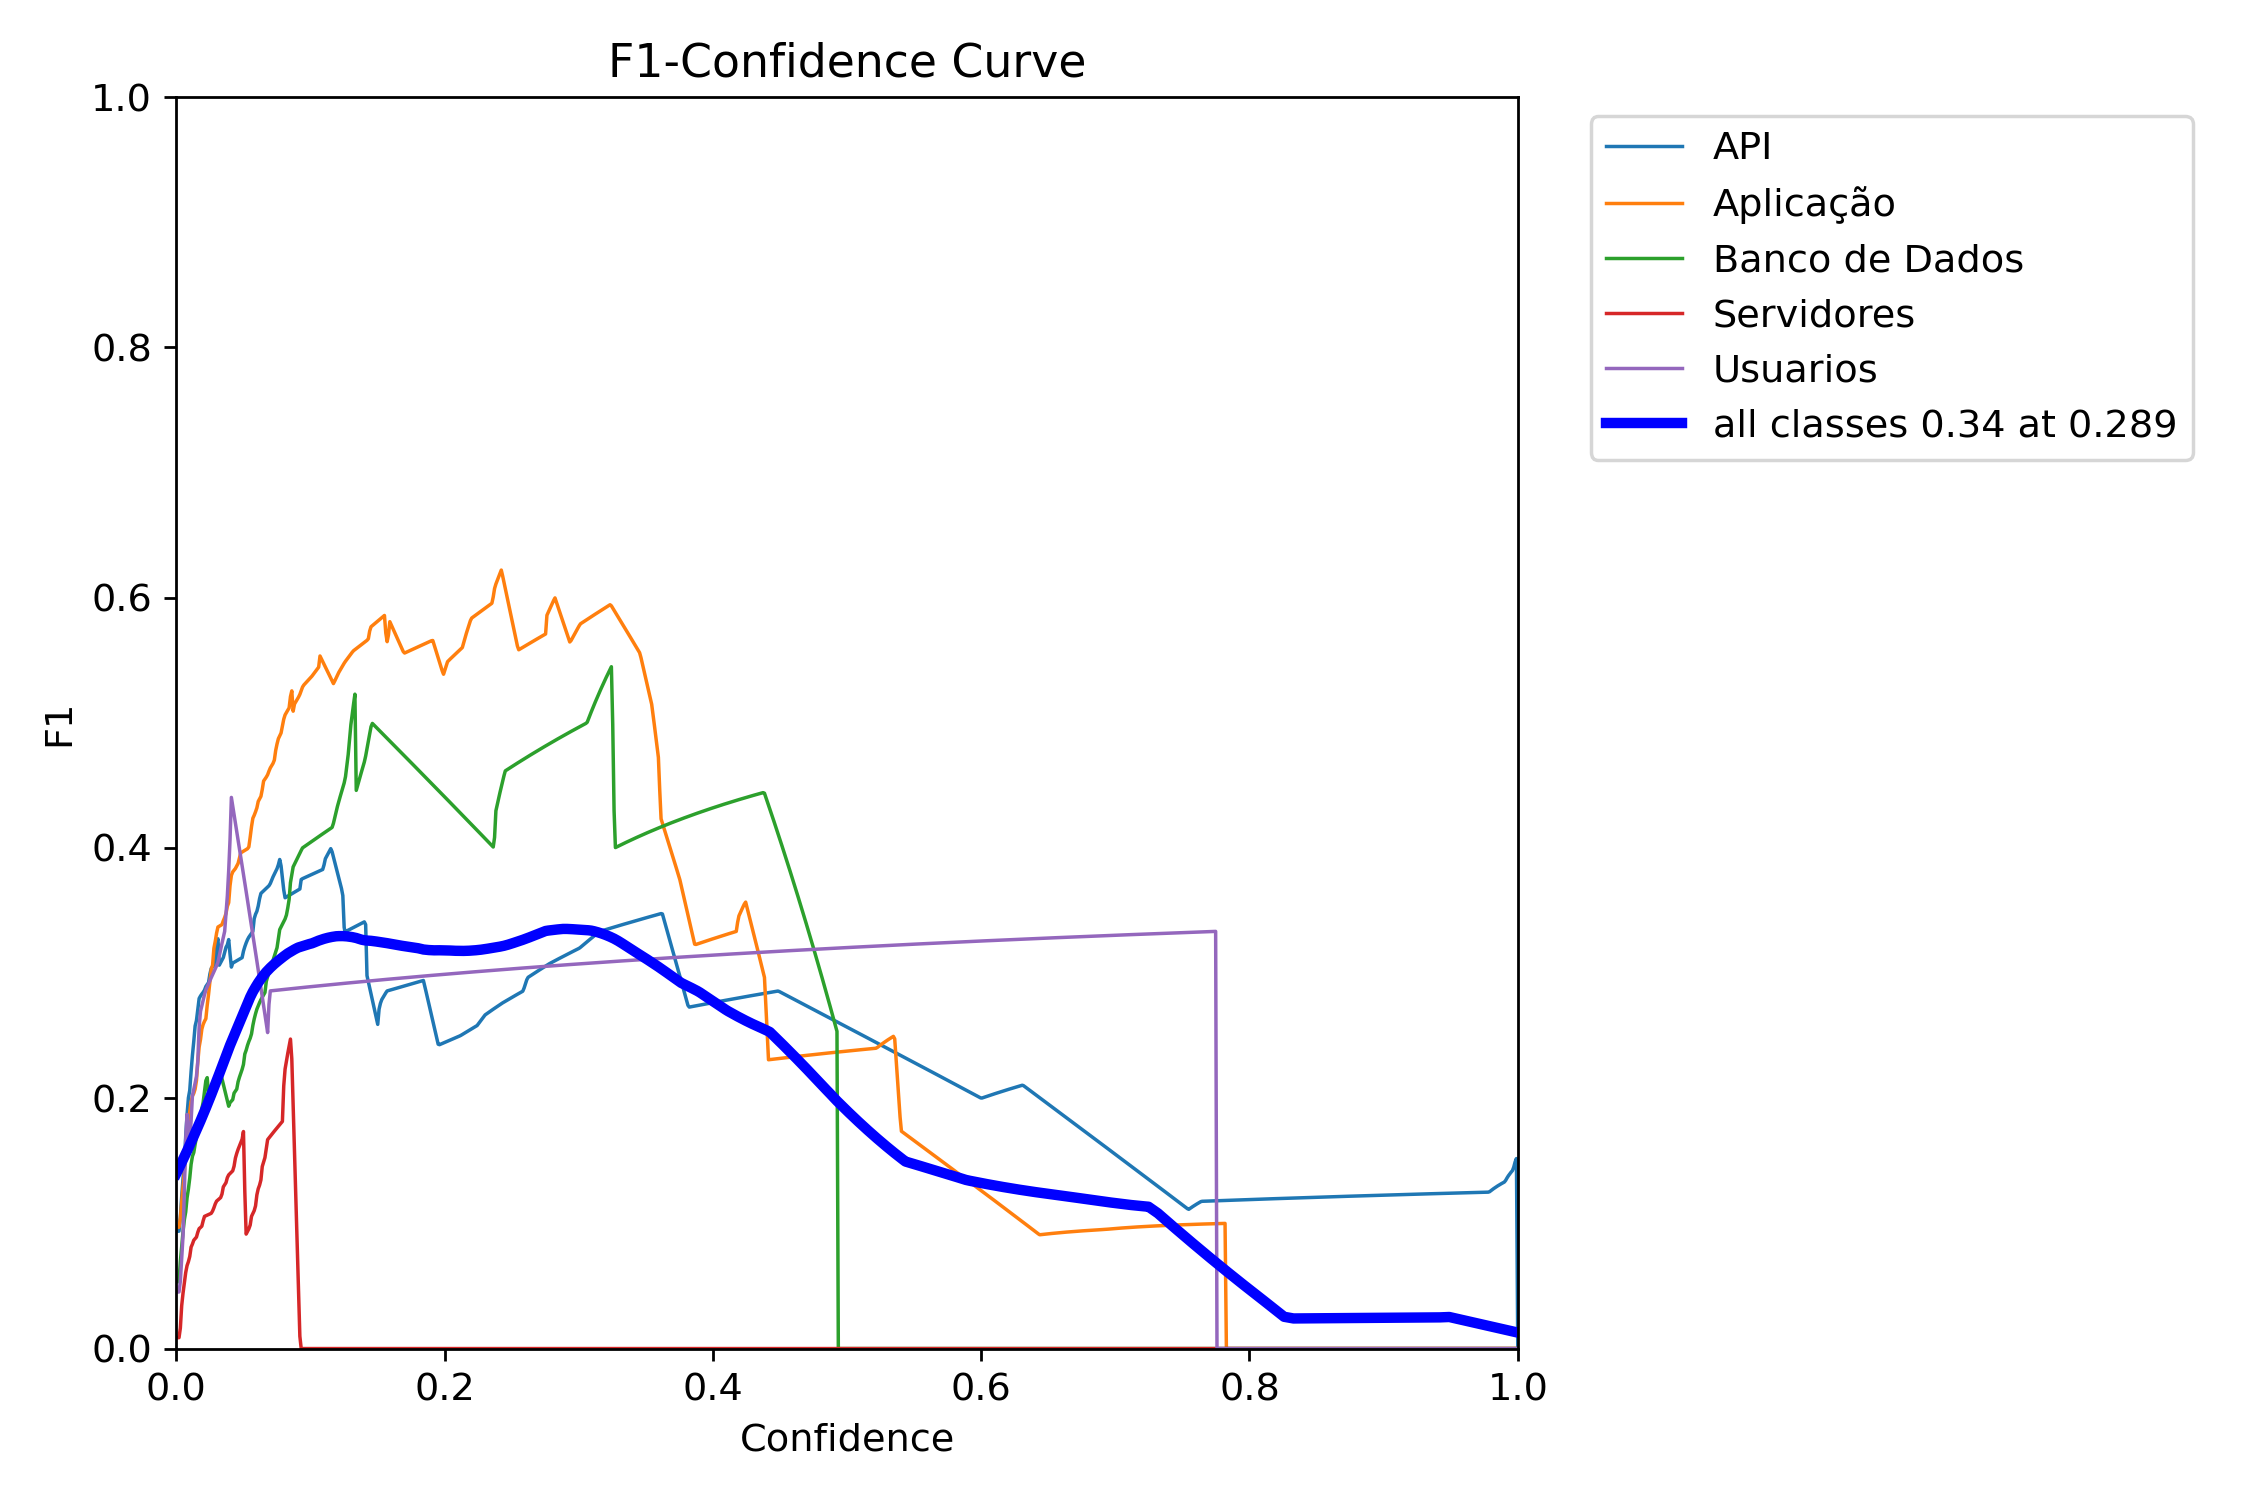 F1-Confidence Curve
1.0
0.8
0.6
0.4
0.2
0.0
F1
0.0 0.2 0.4 0.6 0.8 1.0
Confidence
API
Aplicação
Banco de Dados
Servidores
Usuarios
all classes 0.34 at 0.289